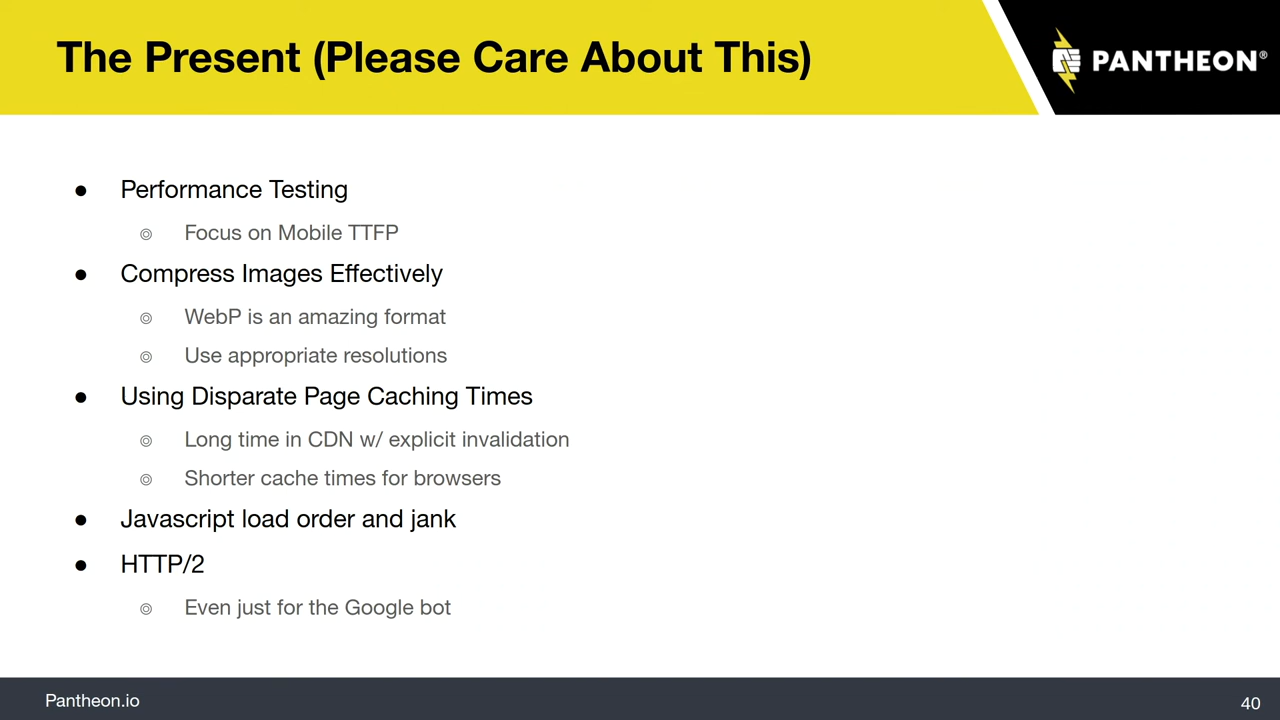 The Present (Please Care About This)
PANTHEON®
● Performance Testing
◎ Focus on Mobile TTFP
● Compress Images Effectively
◎ WebP is an amazing format
◎ Use appropriate resolutions
● Using Disparate Page Caching Times
◎ Long time in CDN w/ explicit invalidation
◎ Shorter cache times for browsers
● Javascript load order and jank
● HTTP/2
◎ Even just for the Google bot
Pantheon.io
40